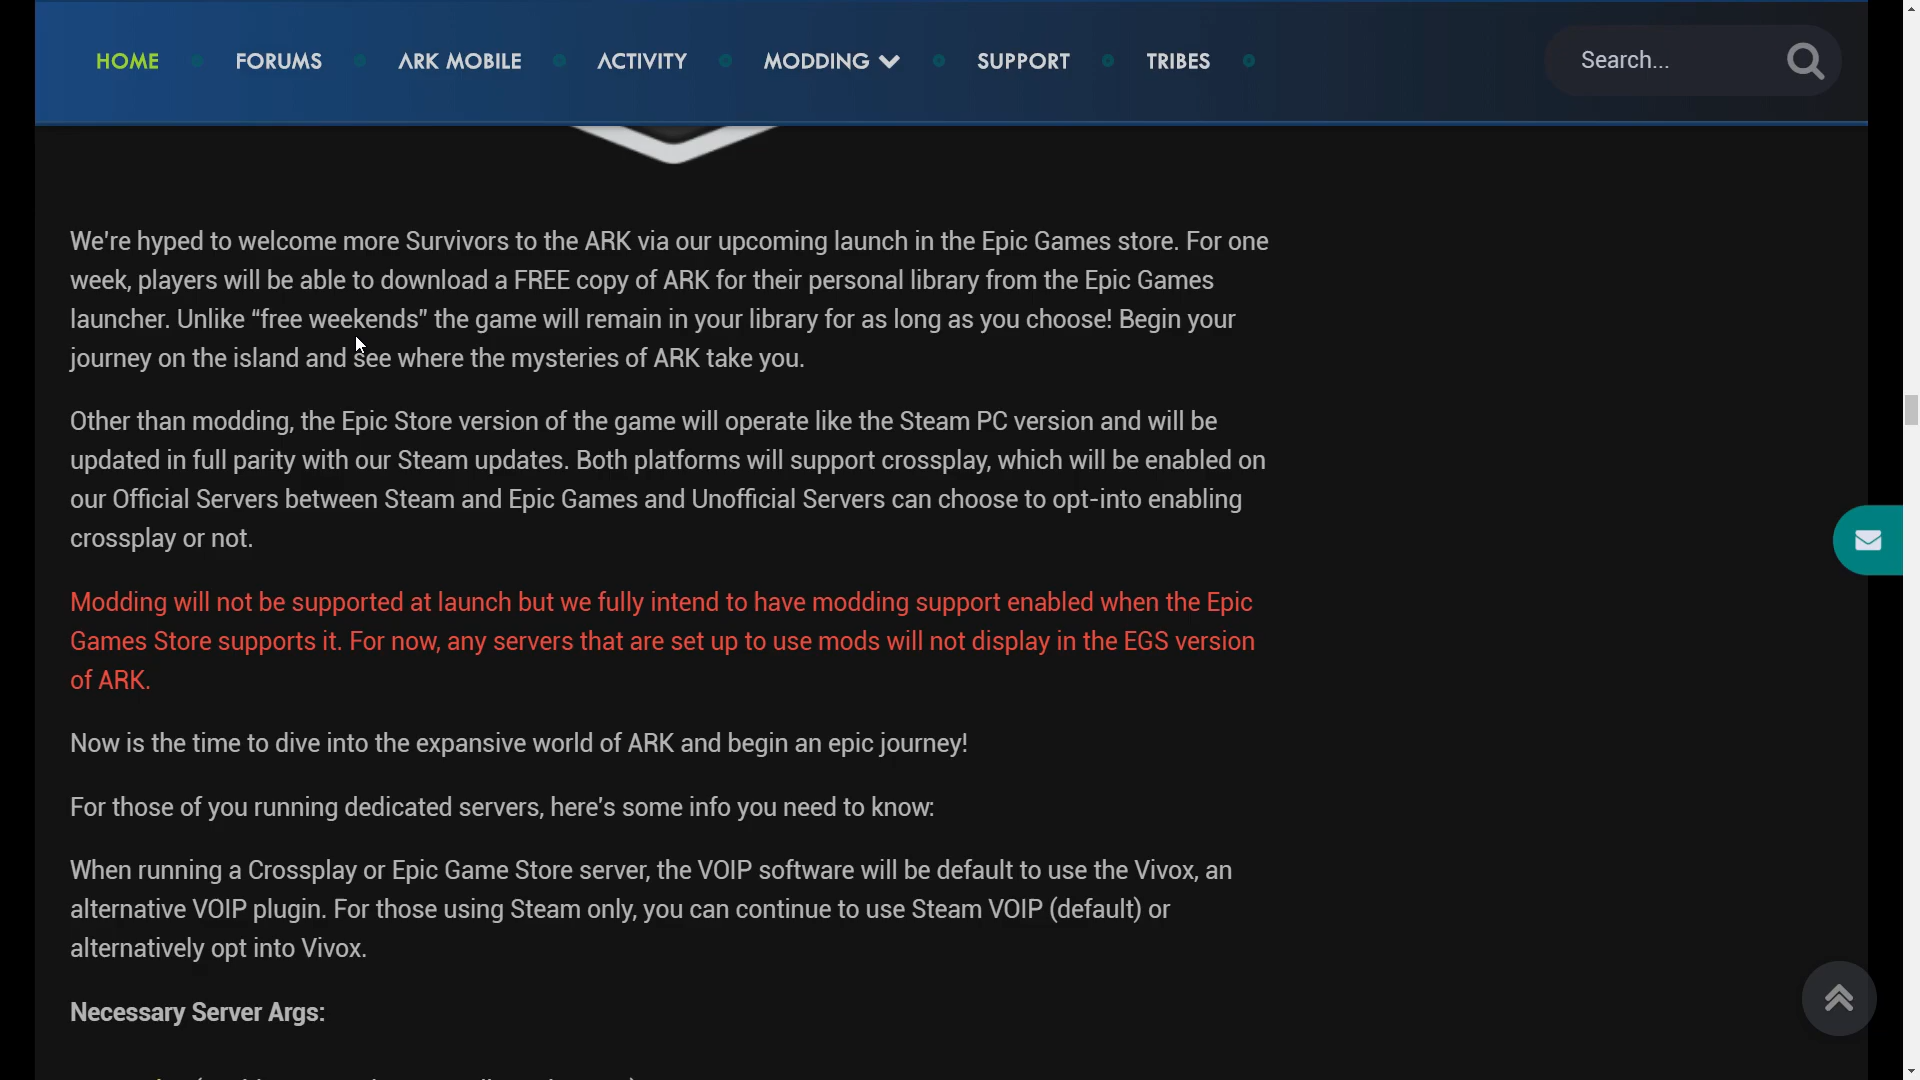 HOME FORUMS ARK MOBILE ACTIVITY MODDING SUPPORT TRIBES Search...
We're hyped to welcome more Survivors to the ARK via our upcoming launch in the Epic Games store. For one
week, players will be able to download a FREE copy of ARK for their personal library from the Epic Games
launcher. Unlike “free weekends” the game will remain in your library for as long as you choose! Begin your
journey on the island and see where the mysteries of ARK take you.
Other than modding, the Epic Store version of the game will operate like the Steam PC version and will be
updated in full parity with our Steam updates. Both platforms will support crossplay, which will be enabled on
our Official Servers between Steam and Epic Games and Unofficial Servers can choose to opt-into enabling
crossplay or not.
Modding will not be supported at launch but we fully intend to have modding support enabled when the Epic
Games Store supports it. For now, any servers that are set up to use mods will not display in the EGS version
of ARK.
Now is the time to dive into the expansive world of ARK and begin an epic journey!
For those of you running dedicated servers, here's some info you need to know:
When running a Crossplay or Epic Game Store server, the VOIP software will be default to use the Vivox, an
alternative VOIP plugin. For those using Steam only, you can continue to use Steam VOIP (default) or
alternatively opt into Vivox.
Necessary Server Args: